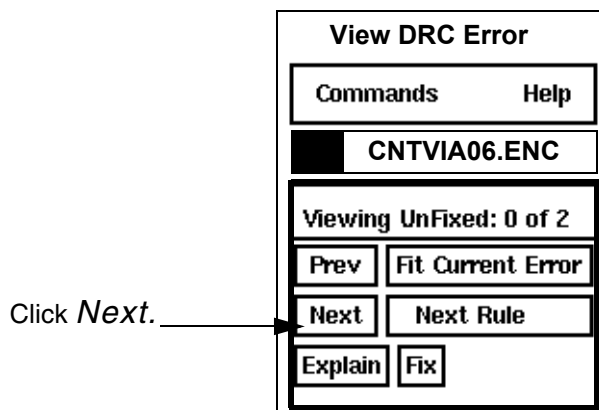 View DRC Error
Commands Help
CNTVIA06.ENC
Viewing UnFixed: 0 of 2
Prev Fit Current Error
Click Next. Next Next Rule
Explain Fix